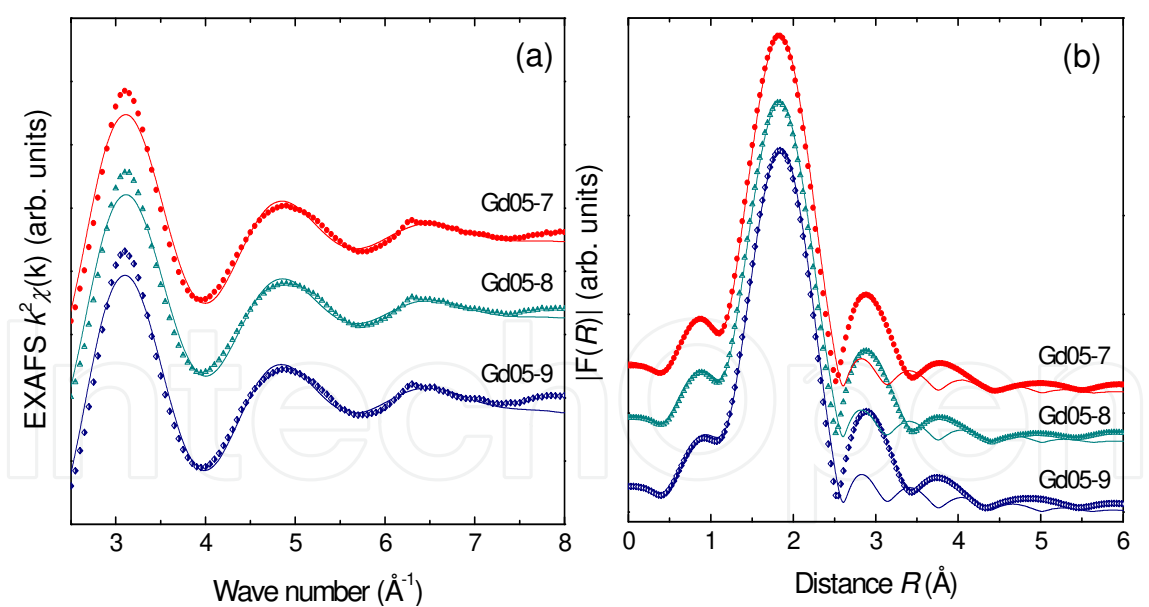 (a)
EXAFS k²χ(k) (arb. units)
Gd05-7
Gd05-8
Gd05-9
3 4 5 6 7 8
Wave number (Å⁻¹)
(b)
|F(R)| (arb. units)
Gd05-7
Gd05-8
Gd05-9
0 1 2 3 4 5 6
Distance R (Å)
IntechOpen